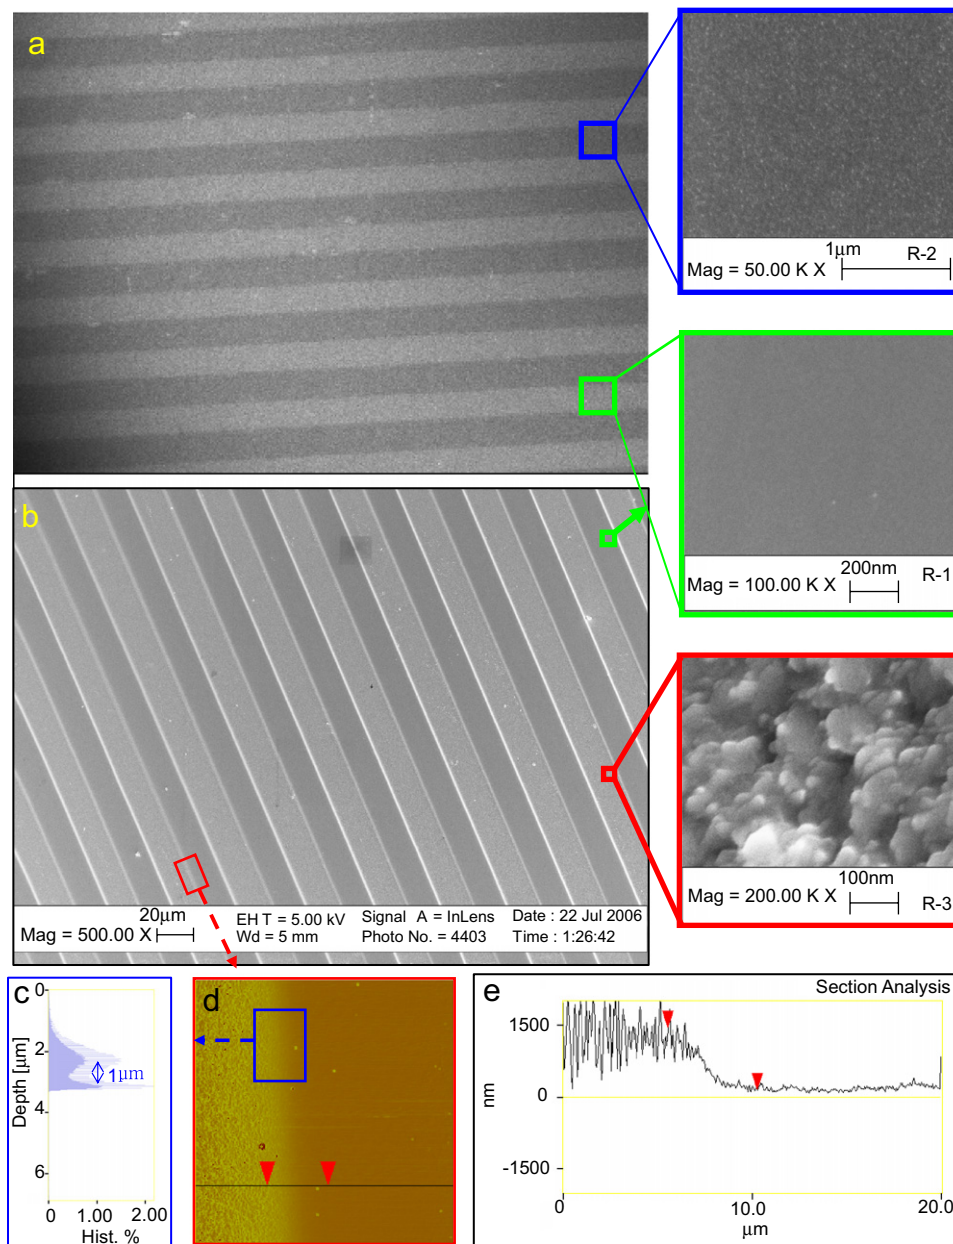 a
1μm
R-2
Mag = 50.00 K X
200nm
R-1
Mag = 100.00 K X
b
100nm
Mag = 200.00 K X
R-3
20μm
Mag = 500.00 X
EH T = 5.00 kV
Wd = 5 mm
Signal A = InLens
Photo No. = 4403
Date : 22 Jul 2006
Time : 1:26:42
c
0
2
4
6
Depth [μm]
1μm
0
1.00
2.00
Hist. %
d
e
Section Analysis
1500
0
-1500
nm
0
10.0
20.0
μm